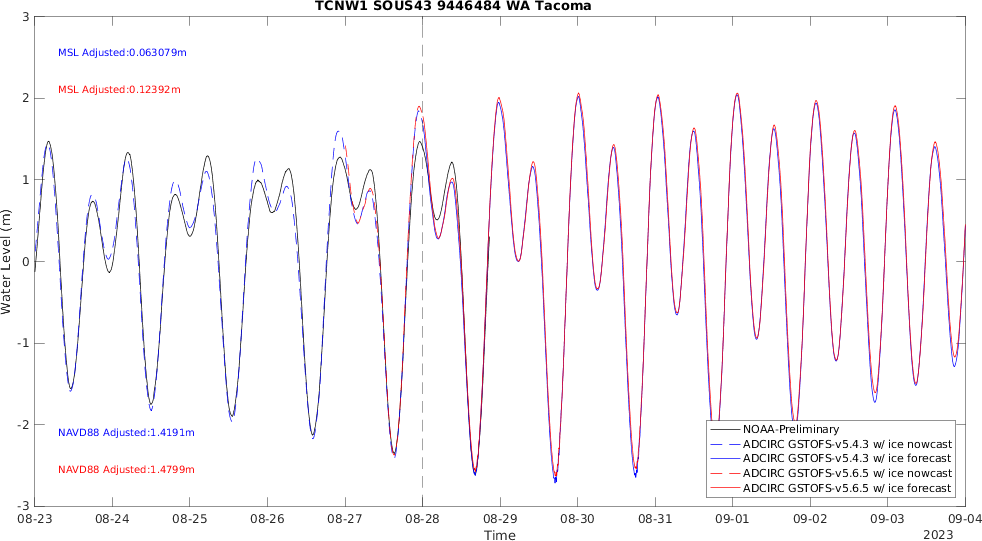 TCNW1 SOUS43 9446484 WA Tacoma
3
MSL Adjusted:0.063079m
MSL Adjusted:0.12392m
2
1
0
-1
-2
-3
Water Level (m)
NAVD88 Adjusted:1.4191m
NAVD88 Adjusted:1.4799m
NOAA-Preliminary
ADCIRC GSTOFS-v5.4.3 w/ ice nowcast
ADCIRC GSTOFS-v5.4.3 w/ ice forecast
ADCIRC GSTOFS-v5.6.5 w/ ice nowcast
ADCIRC GSTOFS-v5.6.5 w/ ice forecast
08-23 08-24 08-25 08-26 08-27 08-28 08-29 08-30 08-31 09-01 09-02 09-03 09-04
Time
2023